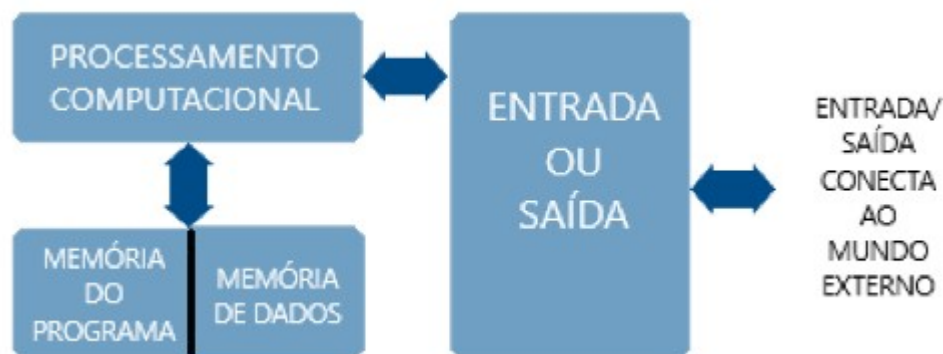 PROCESSAMENTO
COMPUTACIONAL
ENTRADA
OU
SAÍDA
ENTRADA/
SAÍDA
CONECTA
AO
MUNDO
EXTERNO
MEMÓRIA
DO
PROGRAMA
MEMÓRIA
DE DADOS